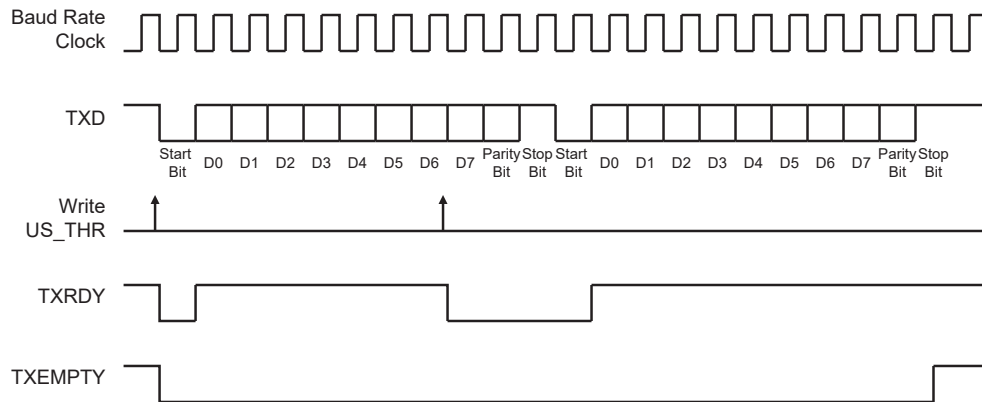 Baud Rate
Clock
TXD
Start
Bit
D0
D1
D2
D3
D4
D5
D6
D7
Parity
Bit
Stop
Bit
Start
Bit
D0
D1
D2
D3
D4
D5
D6
D7
Parity
Bit
Stop
Bit
Write
US_THR
TXRDY
TXEMPTY